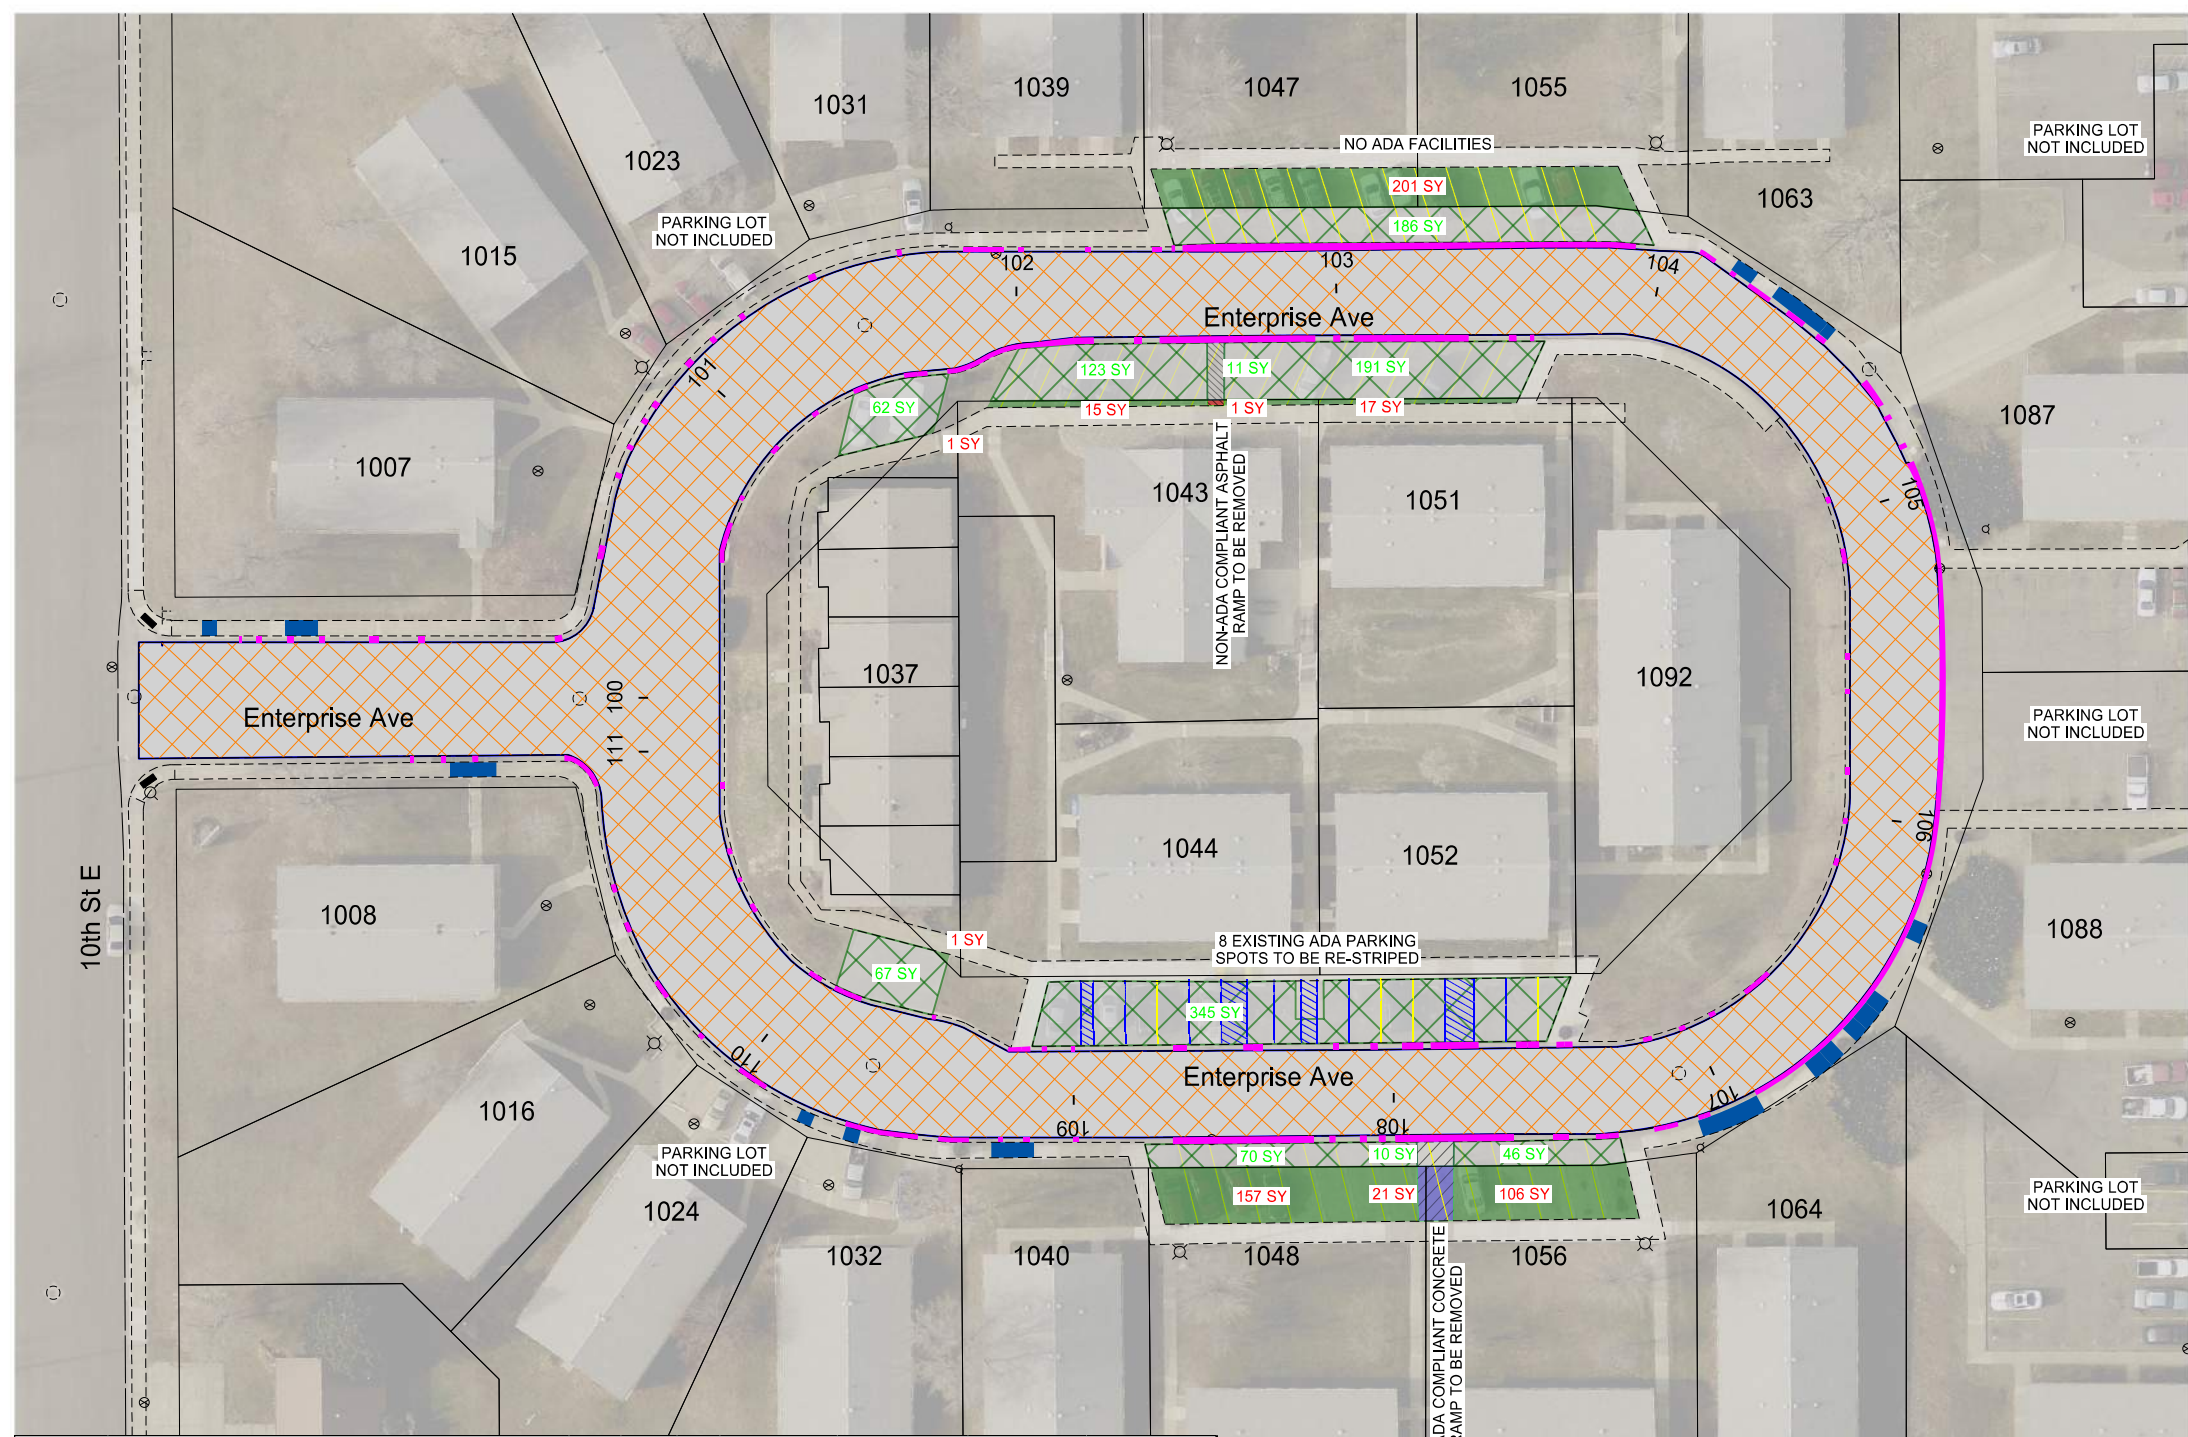 1039
1047
1055
1031
PARKING LOT
NOT INCLUDED
NO ADA FACILITIES
1023
201 SY
1063
PARKING LOT
NOT INCLUDED
186 SY
1015
102
103
104
Enterprise Ave
101
123 SY
11 SY
191 SY
62 SY
15 SY
1 SY
17 SY
1 SY
1087
1007
1043
NON-ADA COMPLIANT ASPHALT
RAMP TO BE REMOVED
1051
105
1037
1092
100
Enterprise Ave
111
PARKING LOT
NOT INCLUDED
106
1044
1052
10th St E
1008
1088
1 SY
8 EXISTING ADA PARKING
SPOTS TO BE RE-STRIPED
67 SY
345 SY
110
Enterprise Ave
107
1016
109
108
PARKING LOT
NOT INCLUDED
70 SY
10 SY
46 SY
157 SY
21 SY
106 SY
PARKING LOT
NOT INCLUDED
1024
1064
1032
1040
1048
1056
ADA COMPLIANT CONCRETE
RAMP TO BE REMOVED